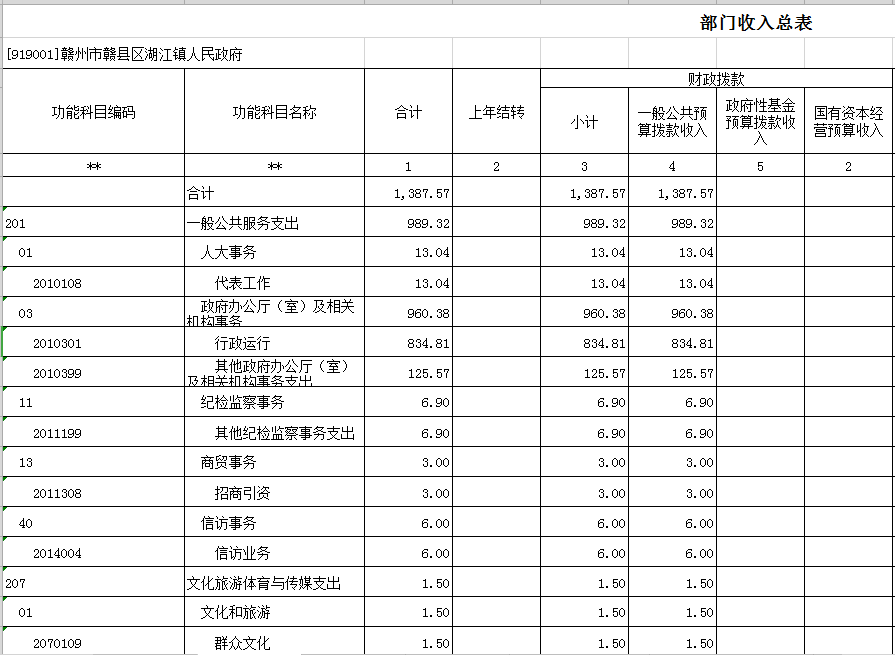 部门收入总表
[919001]赣州市赣县区湖江镇人民政府
功能科目编码 功能科目名称 合计 上年结转 财政拨款
小计 一般公共预算拨款收入 政府性基金预算拨款收入 国有资本经营预算收入
** ** 1 2 3 4 5 2
合计 1,387.57 1,387.57 1,387.57
201 一般公共服务支出 989.32 989.32 989.32
01 人大事务 13.04 13.04 13.04
2010108 代表工作 13.04 13.04 13.04
03 政府办公厅（室）及相关机构事务 960.38 960.38 960.38
2010301 行政运行 834.81 834.81 834.81
2010399 其他政府办公厅（室）及相关机构事务支出 125.57 125.57 125.57
11 纪检监察事务 6.90 6.90 6.90
2011199 其他纪检监察事务支出 6.90 6.90 6.90
13 商贸事务 3.00 3.00 3.00
2011308 招商引资 3.00 3.00 3.00
40 信访事务 6.00 6.00 6.00
2014004 信访业务 6.00 6.00 6.00
207 文化旅游体育与传媒支出 1.50 1.50 1.50
01 文化和旅游 1.50 1.50 1.50
2070109 群众文化 1.50 1.50 1.50